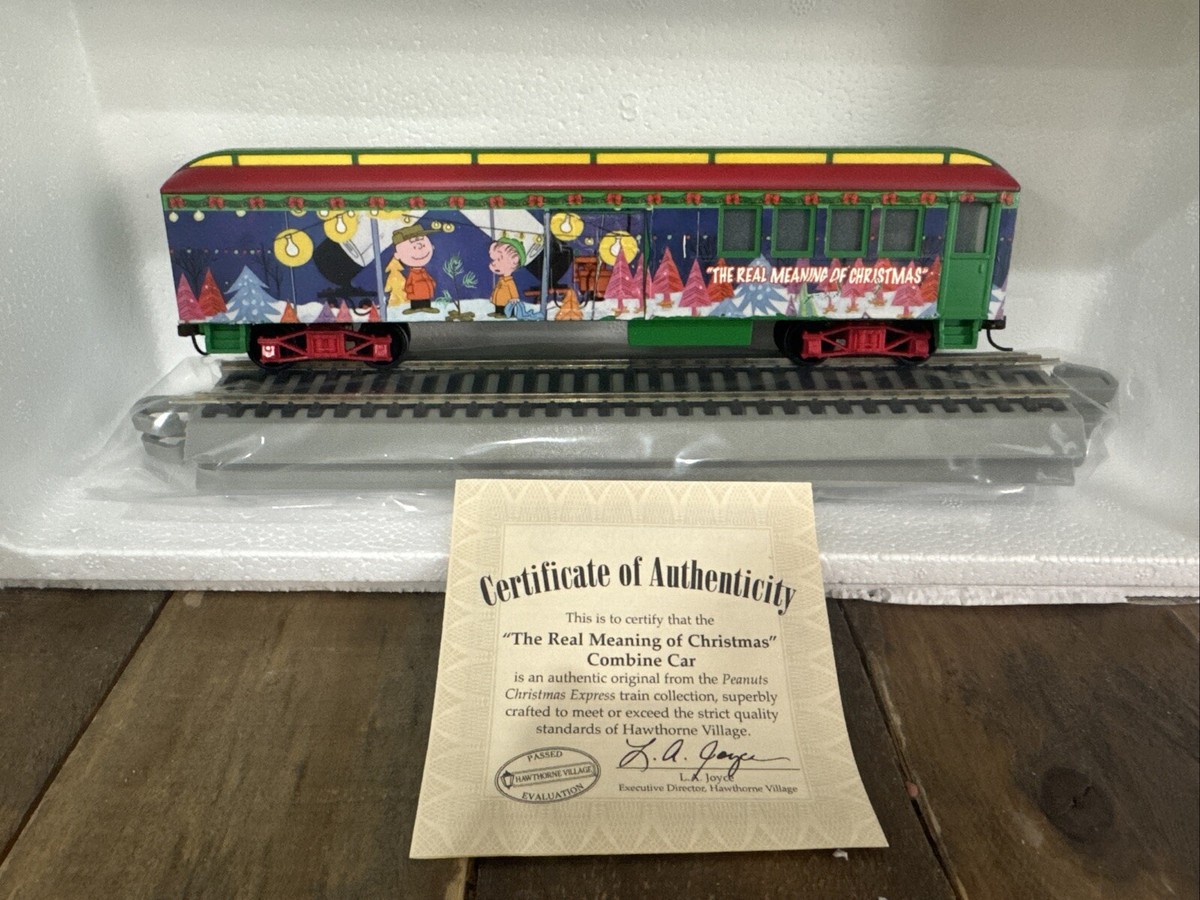 "THE REAL MEANING OF CHRISTMAS"
Certificate of Authenticity
This is to certify that the
"The Real Meaning of Christmas"
Combine Car
is an authentic original from the Peanuts
Christmas Express train collection, superbly
crafted to meet or exceed the strict quality
standards of Hawthorne Village.
PASSED
HAWTHORNE VILLAGE
EVALUATION
L. A. Joyce
L.A. Joyce
Executive Director, Hawthorne Village